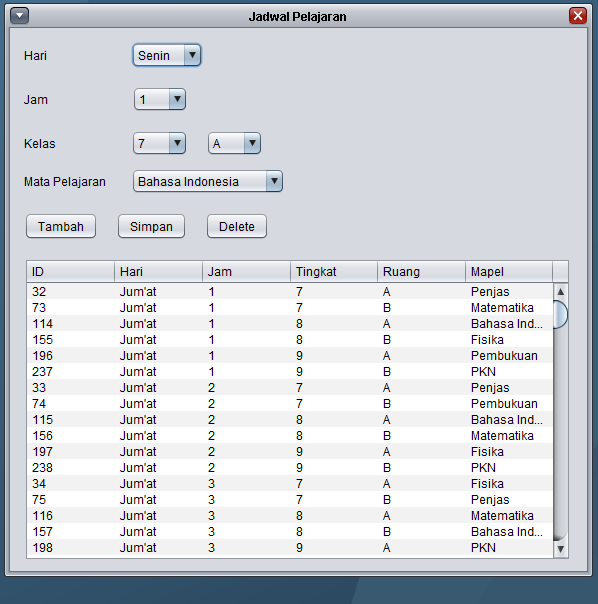 Jadwal Pelajaran
Hari Senin
Jam 1
Kelas 7 A
Mata Pelajaran Bahasa Indonesia
Tambah Simpan Delete
ID Hari Jam Tingkat Ruang Mapel
32 Jum'at 1 7 A Penjas
73 Jum'at 1 7 B Matematika
114 Jum'at 1 8 A Bahasa Ind...
155 Jum'at 1 8 B Fisika
196 Jum'at 1 9 A Pembukuan
237 Jum'at 1 9 B PKN
33 Jum'at 2 7 A Penjas
74 Jum'at 2 7 B Pembukuan
115 Jum'at 2 8 A Bahasa Ind...
156 Jum'at 2 8 B Matematika
197 Jum'at 2 9 A Fisika
238 Jum'at 2 9 B PKN
34 Jum'at 3 7 A Fisika
75 Jum'at 3 7 B Penjas
116 Jum'at 3 8 A Matematika
157 Jum'at 3 8 B Bahasa Ind...
198 Jum'at 3 9 A PKN